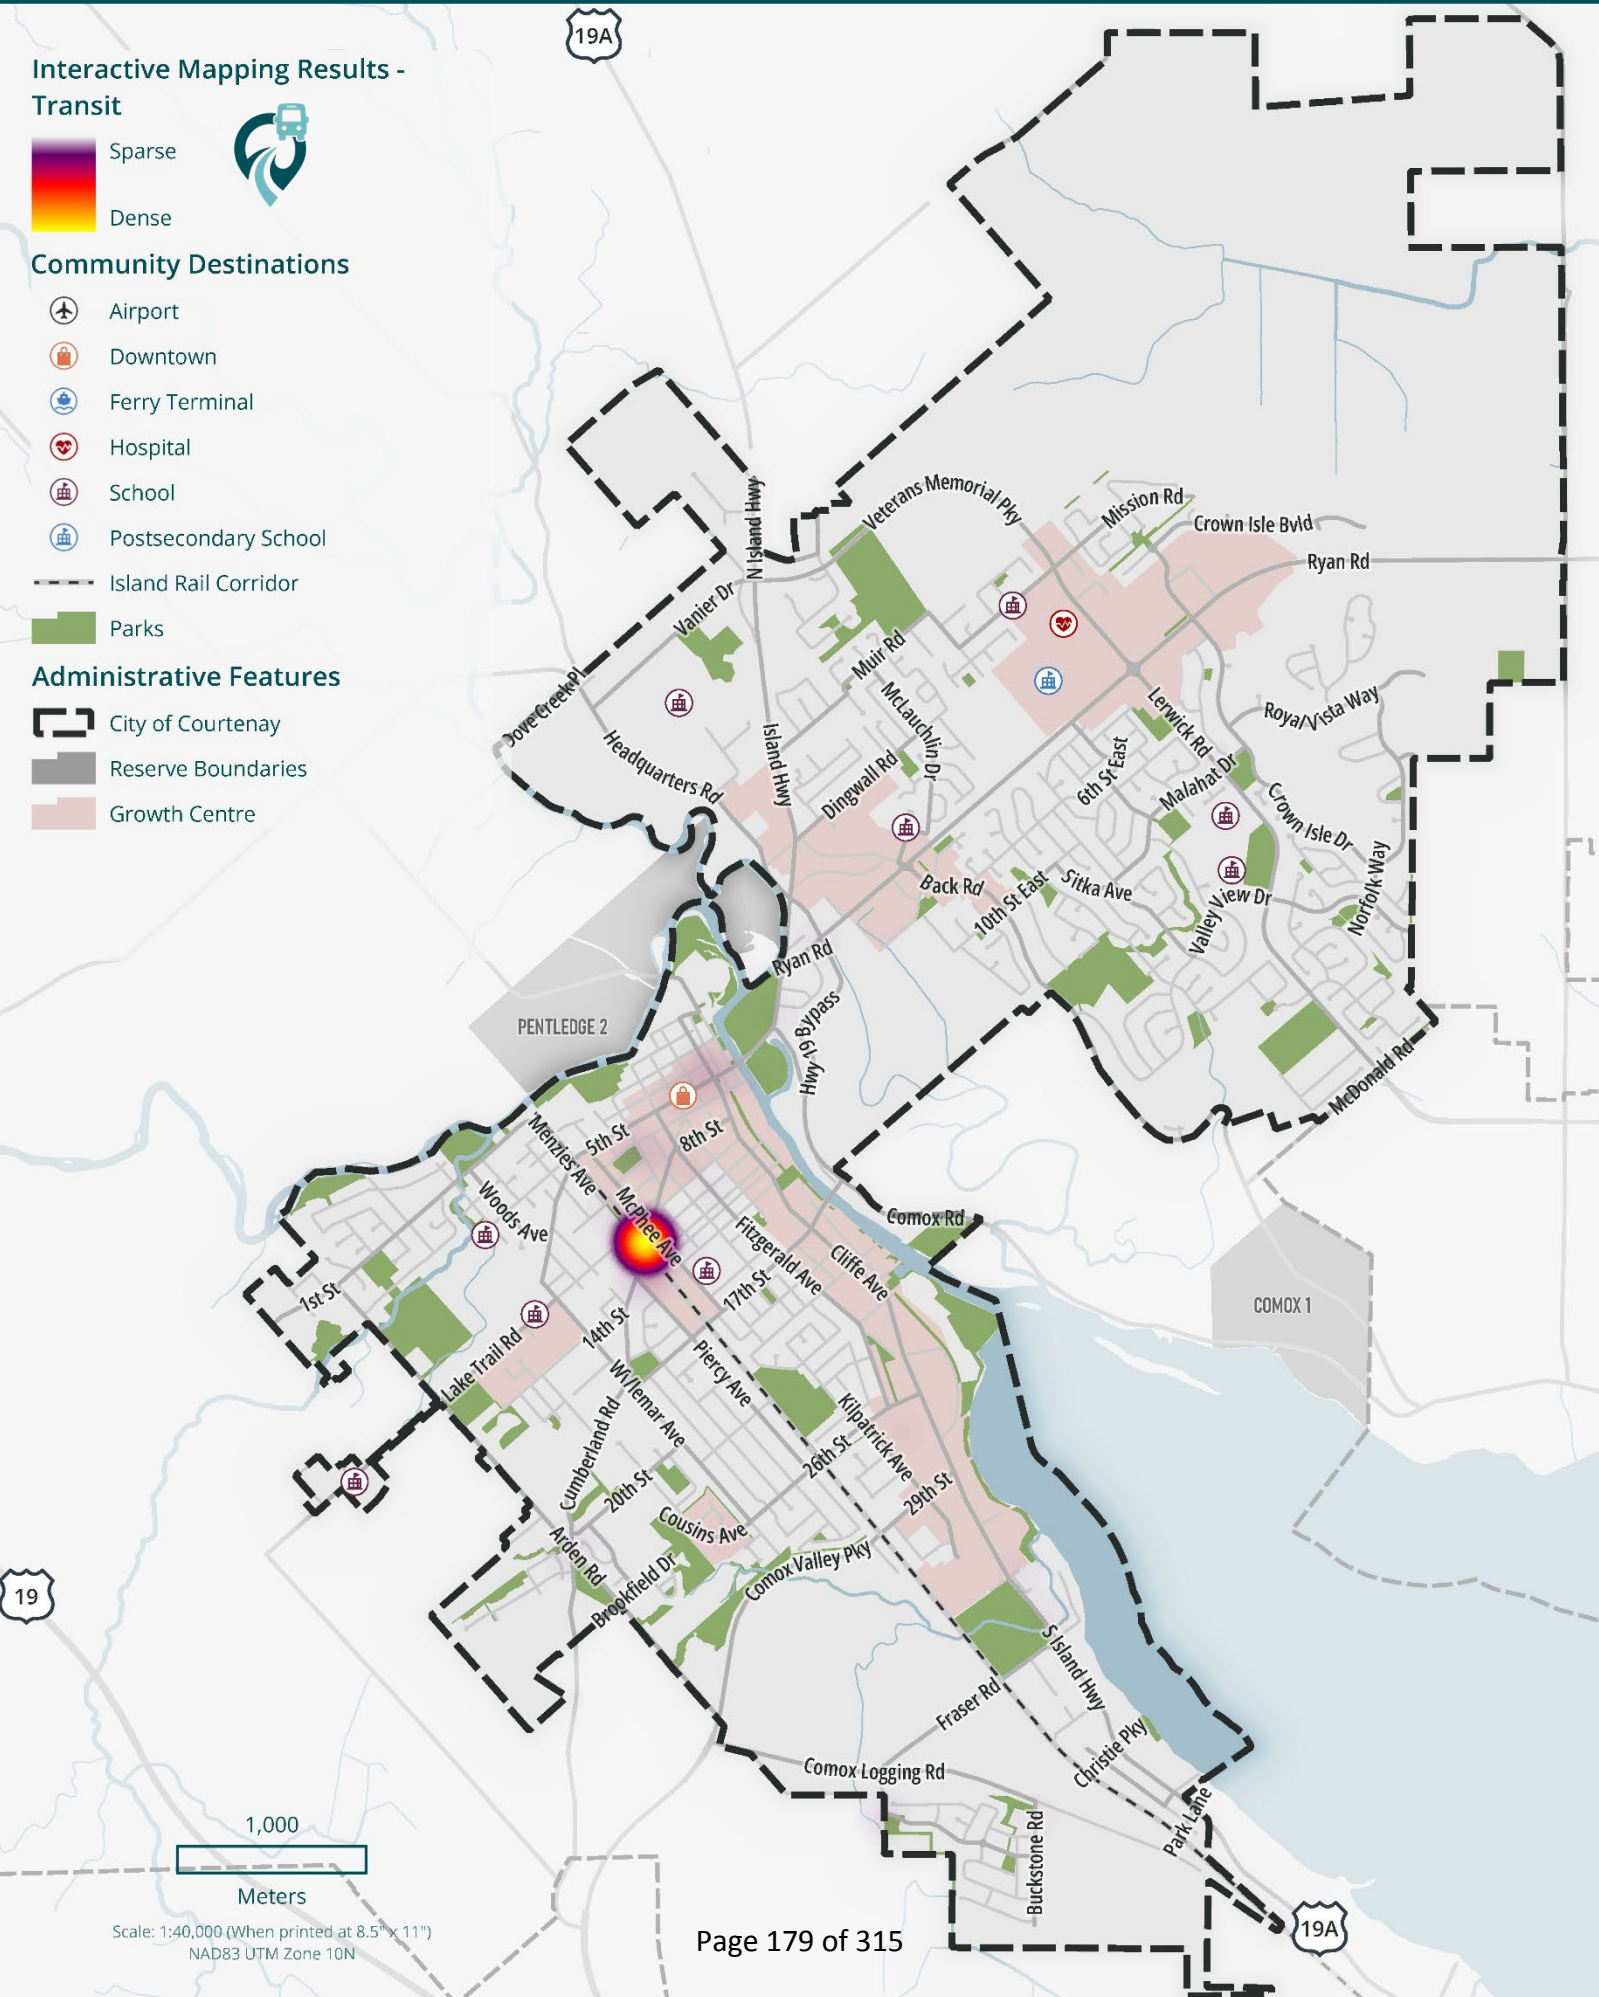 Interactive Mapping Results -
Transit
Sparse
Dense
Community Destinations
Airport
Downtown
Ferry Terminal
Hospital
School
Postsecondary School
Island Rail Corridor
Parks
Administrative Features
City of Courtenay
Reserve Boundaries
Growth Centre
19A
N Island Hwy
Veterans Memorial Pky
Mission Rd
Crown Isle Bvld
Ryan Rd
Vanier Dr
Muir Rd
Dove Creek Pl
McLauchlin Dr
Lerwick Rd
Royal Vista Way
Headquarters Rd
Island Hwy
Dingwall Rd
6th St East
Malahat Dr
Crown Isle Dr
Back Rd
10th St East
Sitka Ave
Valley View Dr
Norfolk Way
Ryan Rd
PENTLEDGE 2
Hwy 19 Bypass
McDonald Rd
Menzies Ave
5th St
8th St
Woods Ave
McPhee Ave
Fitzgerald Ave
Cliffe Ave
Comox Rd
1st St
17th St
COMOX 1
Lake Trail Rd
14th St
Piercy Ave
Willemar Ave
Kilpatrick Ave
Cumberland Rd
26th St
20th St
29th St
Cousins Ave
Arden Rd
Comox Valley Pky
Brookfield Dr
19
S Island Hwy
Fraser Rd
Christie Pky
Comox Logging Rd
Park Lane
Buckstone Rd
19A
1,000
Meters
Scale: 1:40,000 (When printed at 8.5" x 11")
NAD83 UTM Zone 10N
Page 179 of 315